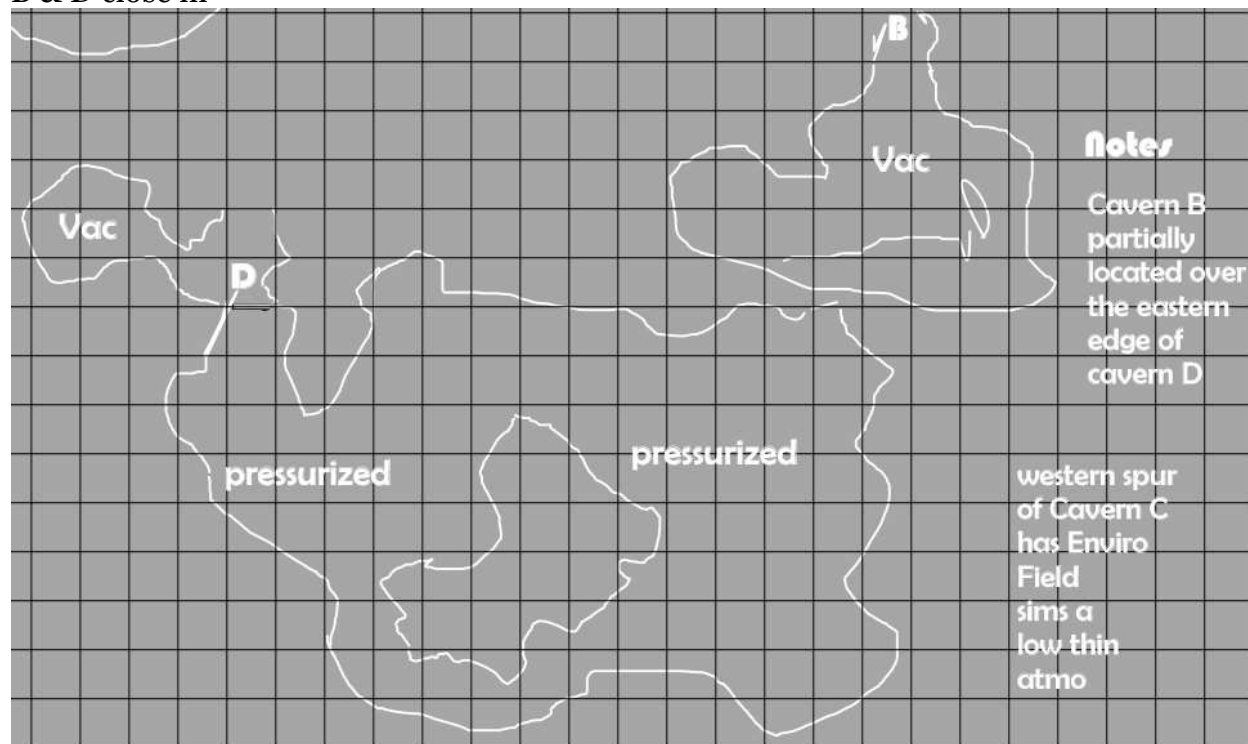 B
Vac
Notes
Cavern B
partially
located over
the eastern
edge of
cavern D
Vac
D
pressurized
pressurized
western spur
of Cavern C
has Enviro
Field
sims a
low thin
atmo